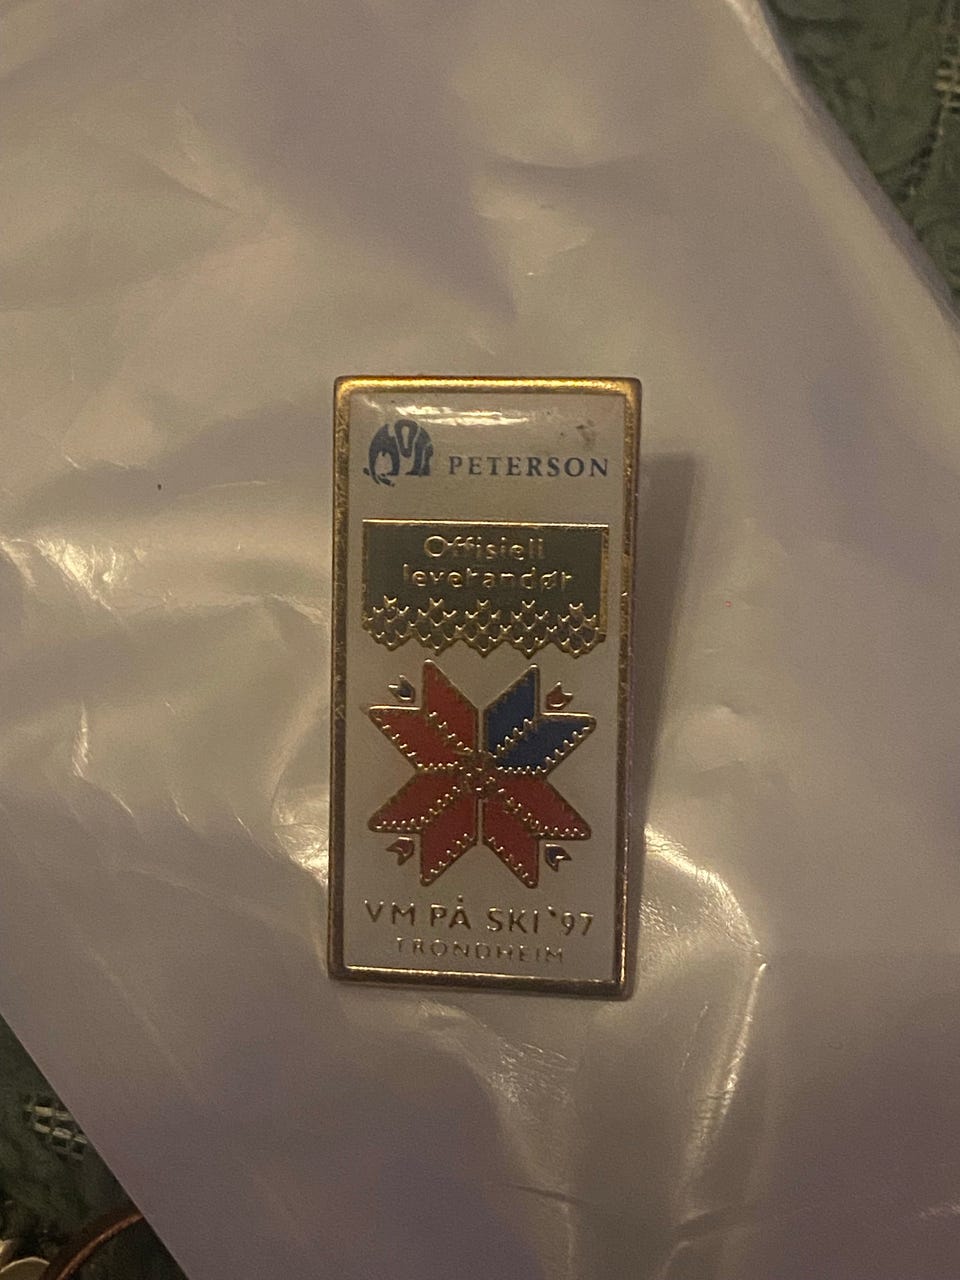 PETERSON
Offisiell
leverandør
VM PÅ SKI '97
TRONDHEIM